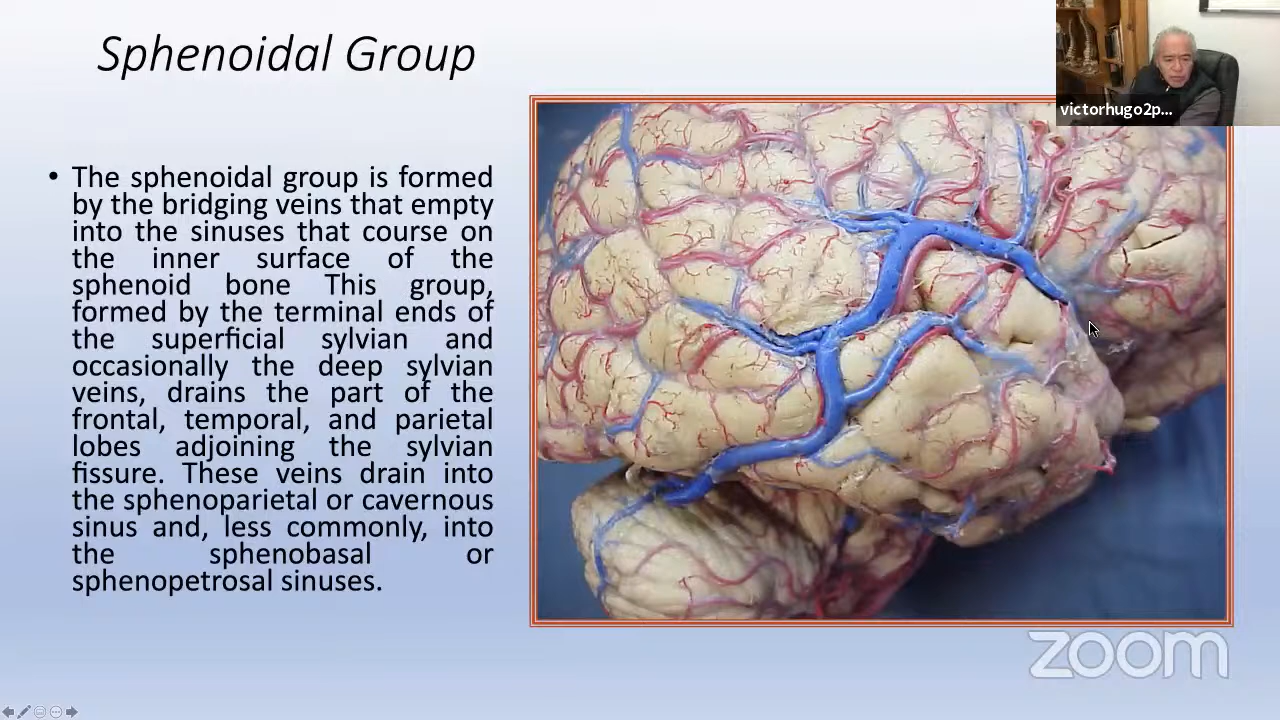 Sphenoidal Group
victorhugo2p...
• The sphenoidal group is formed
by the bridging veins that empty
into the sinuses that course on
the inner surface of the
sphenoid bone This group,
formed by the terminal ends of
the superficial sylvian and
occasionally the deep sylvian
veins, drains the part of the
frontal, temporal, and parietal
lobes adjoining the sylvian
fissure. These veins drain into
the sphenoparietal or cavernous
sinus and, less commonly, into
the sphenobasal or
sphenopetrosal sinuses.
zoom